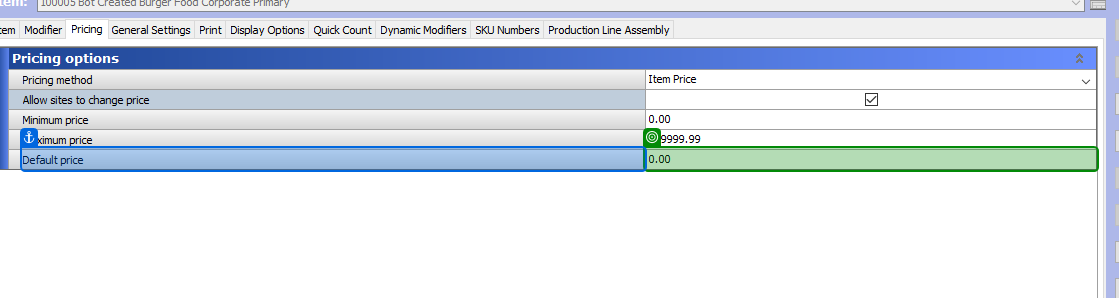 tem: 100005 Bot Created Burger Food Corporate Primary
tem Modifier Pricing General Settings Print Display Options Quick Count Dynamic Modifiers SKU Numbers Production Line Assembly
Pricing options
Pricing method Item Price
Allow sites to change price
Minimum price 0.00
ximum price 9999.99
Default price 0.00